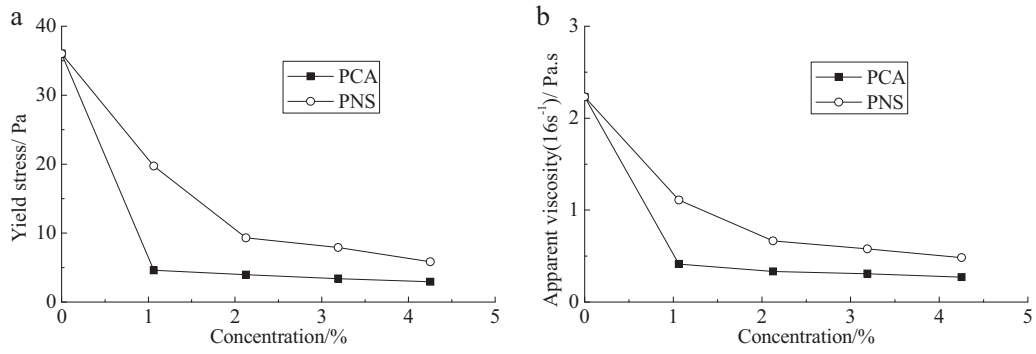 a
40
30
20
10
0
Yield stress/ Pa
PCA
PNS
0 1 2 3 4 5
Concentration/%
b
3
2
1
0
Apparent viscosity(16s⁻¹)/ Pa.s
PCA
PNS
0 1 2 3 4 5
Concentration/%